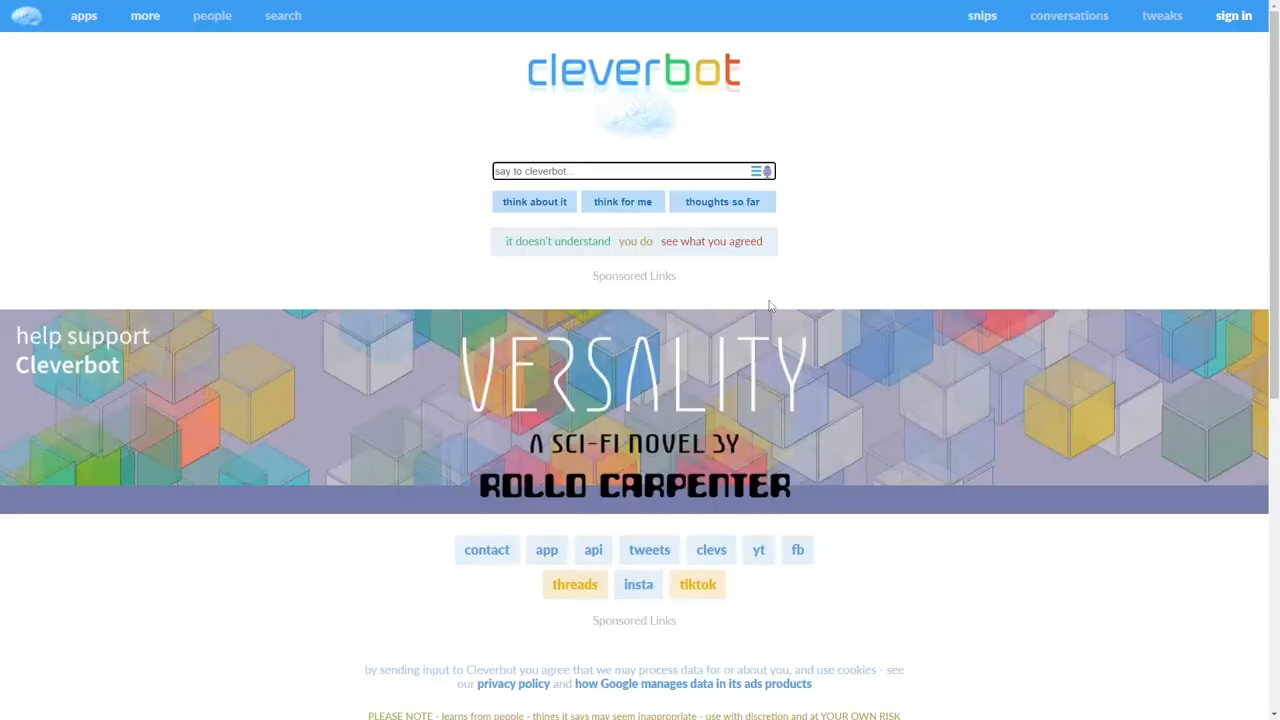 apps more people search snips conversations tweaks sign in
cleverbot
say to cleverbot...
think about it think for me thoughts so far
it doesn't understand you do see what you agreed
Sponsored Links
help support
Cleverbot
VERSALITY
A SCI-FI NOVEL BY
ROLLO CARPENTER
contact app api tweets clevs yt fb
threads insta tiktok
Sponsored Links
by sending input to Cleverbot you agree that we may process data for or about you, and use cookies - see
our privacy policy and how Google manages data in its ads products
PLEASE NOTE - learns from people - things it says may seem inappropriate - use with discretion and at YOUR OWN RISK